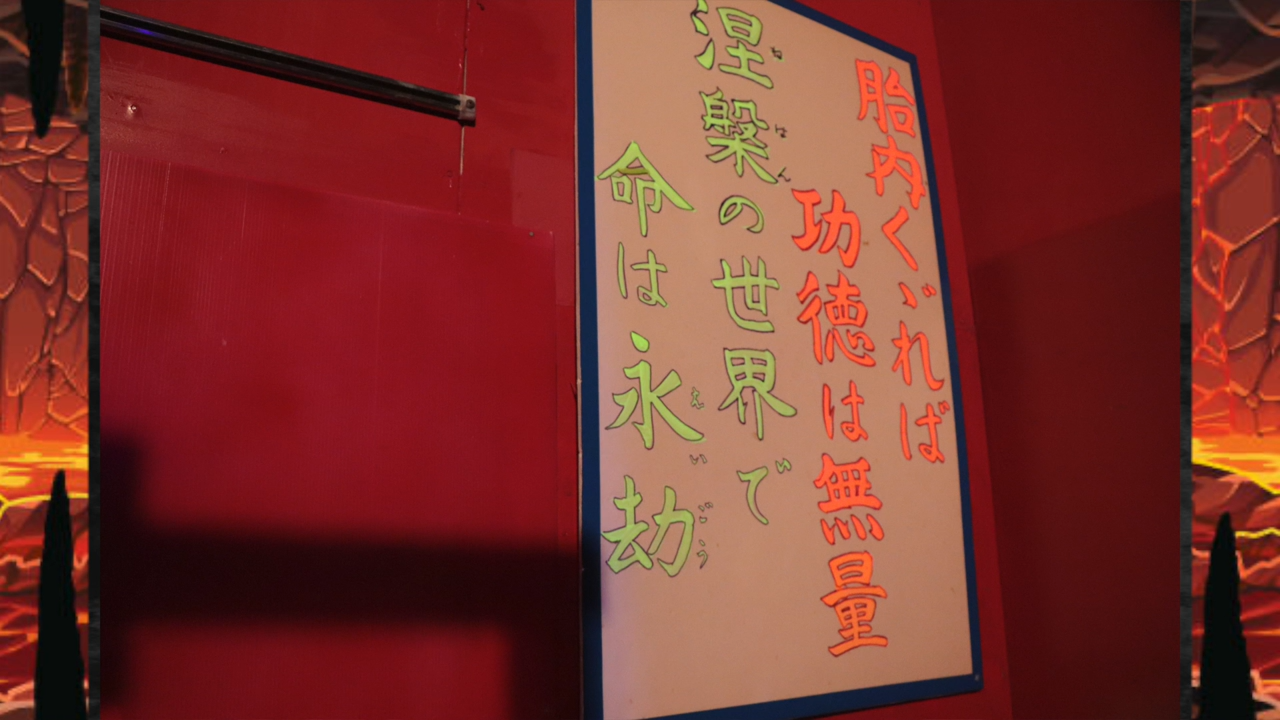 胎内くゞれば
功徳は無量
涅槃の世界で
命は永劫